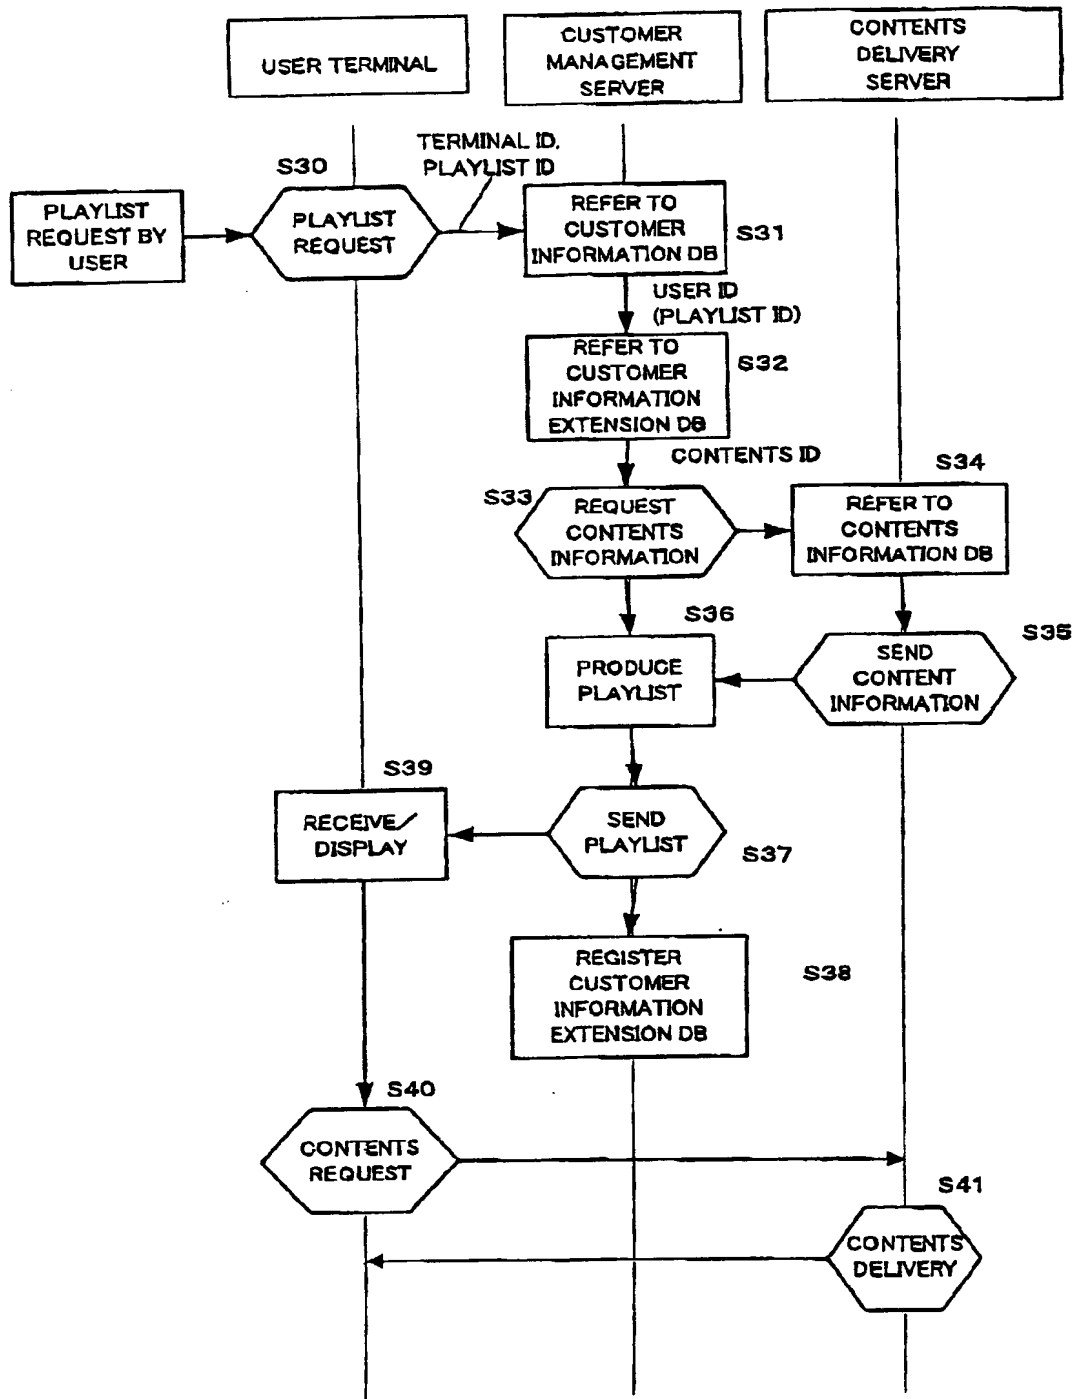 USER TERMINAL
CUSTOMER
MANAGEMENT
SERVER
CONTENTS
DELIVERY
SERVER
TERMINAL ID,
PLAYLIST ID
S30
PLAYLIST
REQUEST BY
USER
PLAYLIST
REQUEST
REFER TO
CUSTOMER
INFORMATION DB
S31
USER ID
(PLAYLIST ID)
REFER TO
CUSTOMER
INFORMATION
EXTENSION DB
S32
CONTENTS ID
S33
REQUEST
CONTENTS
INFORMATION
S34
REFER TO
CONTENTS
INFORMATION DB
S36
PRODUCE
PLAYLIST
S35
SEND
CONTENT
INFORMATION
S39
RECEIVE/
DISPLAY
SEND
PLAYLIST
S37
REGISTER
CUSTOMER
INFORMATION
EXTENSION DB
S38
S40
CONTENTS
REQUEST
S41
CONTENTS
DELIVERY